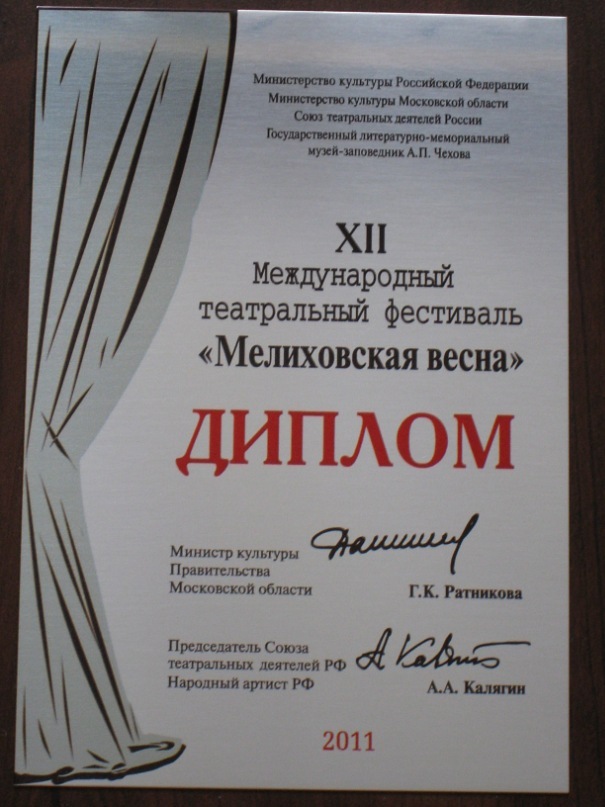 Министерство культуры Российской Федерации
Министерство культуры Московской области
Союз театральных деятелей России
Государственный литературно-мемориальный
музей-заповедник А.П. Чехова
XII
Международный
театральный фестиваль
«Мелиховская весна»
ДИПЛОМ
Министр культуры
Правительства
Московской области
Г.К. Ратникова
Председатель Союза
театральных деятелей РФ
Народный артист РФ
А.А. Калягин
2011